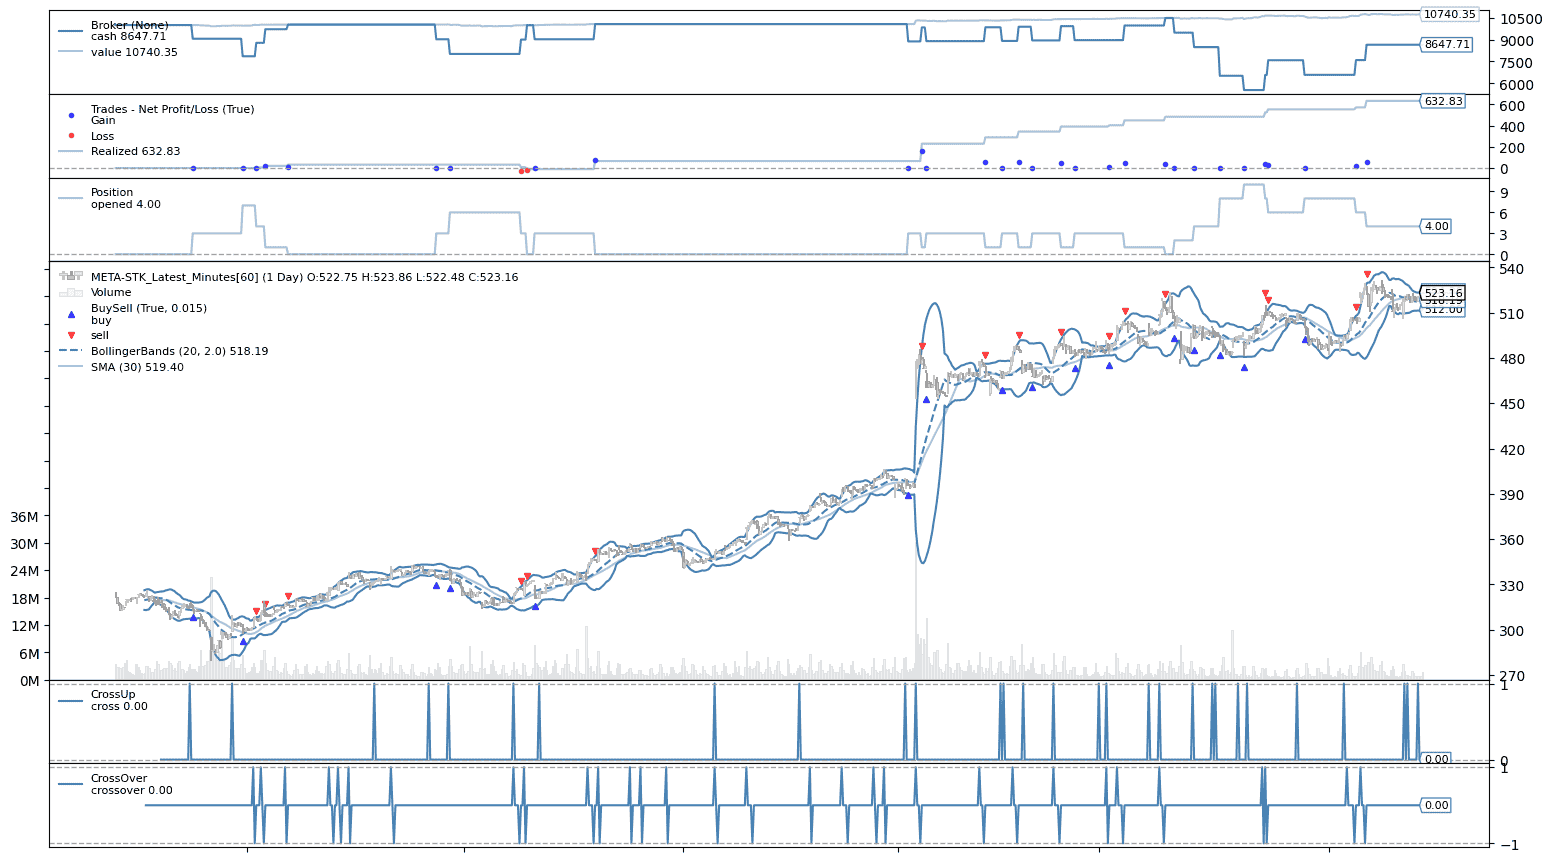 Broker (None)
cash 8647.71
value 10740.35
10740.35
8647.71
10500
9000
7500
6000
Trades - Net Profit/Loss (True)
Gain
Loss
Realized 632.83
632.83
600
400
200
0
Position
opened 4.00
4.00
9
6
3
0
META-STK_Latest_Minutes[60] (1 Day) O:522.75 H:523.86 L:522.48 C:523.16
Volume
BuySell (True, 0.015)
buy
sell
BollingerBands (20, 2.0) 518.19
SMA (30) 519.40
36M
30M
24M
18M
12M
6M
0M
540
523.16
518.19
512.00
510
480
450
420
390
360
330
300
270
CrossUp
cross 0.00
1
0.00
0
CrossOver
crossover 0.00
1
0.00
−1